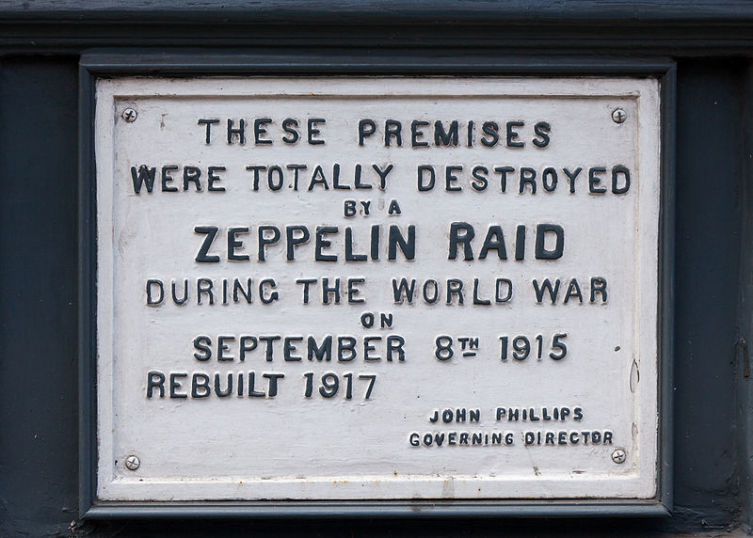 THESE PREMISES
WERE TOTALLY DESTROYED
BY A
ZEPPELIN RAID
DURING THE WORLD WAR
ON
SEPTEMBER 8TH 1915
REBUILT 1917
JOHN PHILLIPS
GOVERNING DIRECTOR